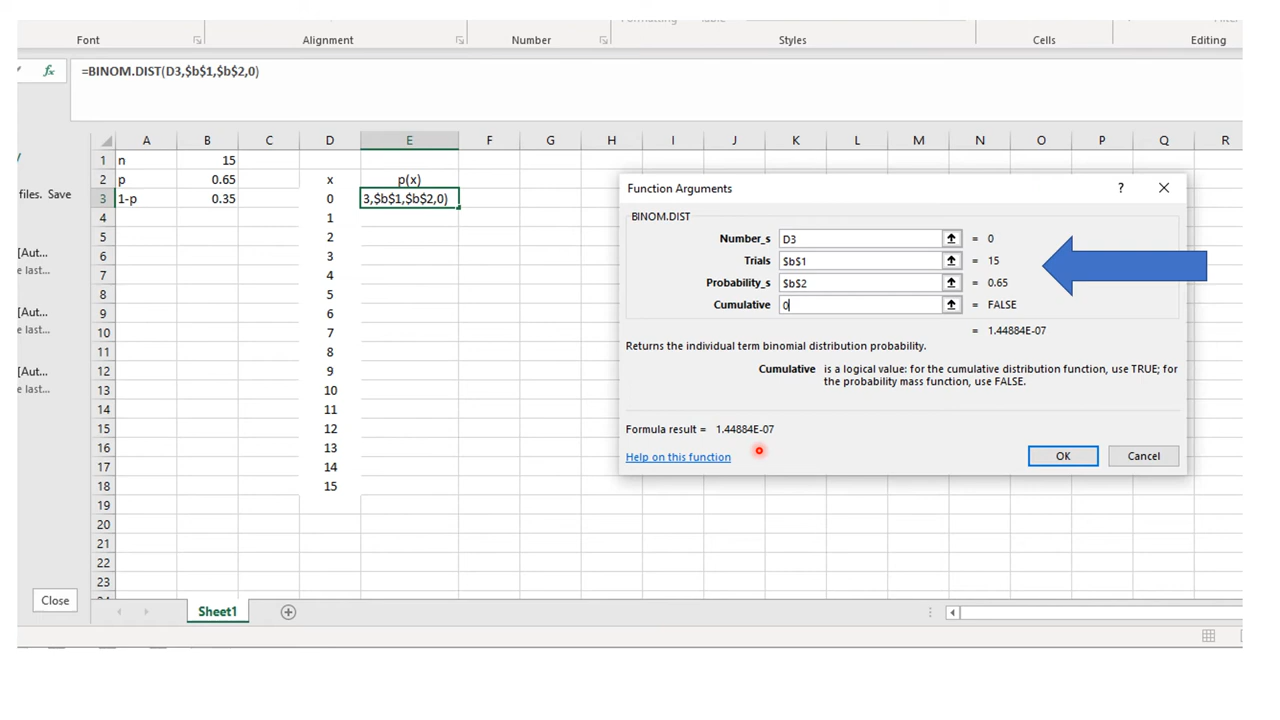 Formatting Table
Font Alignment Number Styles Cells Editing
fx =BINOM.DIST(D3,$b$1,$b$2,0)
A B C D E F G H I J K L M N O P Q R
1 n 15
2 p 0.65 x p(x)
3 1-p 0.35 0 3,$b$1,$b$2,0)
4 1
5 2
6 3
7 4
8 5
9 6
10 7
11 8
12 9
13 10
14 11
15 12
16 13
17 14
18 15
19
20
21
22
23
files. Save
[Aut...
e last...
[Aut...
e last...
[Aut...
e last...
Close
Function Arguments ? ×
BINOM.DIST
Number_s D3 = 0
Trials $b$1 = 15
Probability_s $b$2 = 0.65
Cumulative 0 = FALSE
= 1.44884E-07
Returns the individual term binomial distribution probability.
Cumulative is a logical value: for the cumulative distribution function, use TRUE; for
the probability mass function, use FALSE.
Formula result = 1.44884E-07
Help on this function OK Cancel
Sheet1